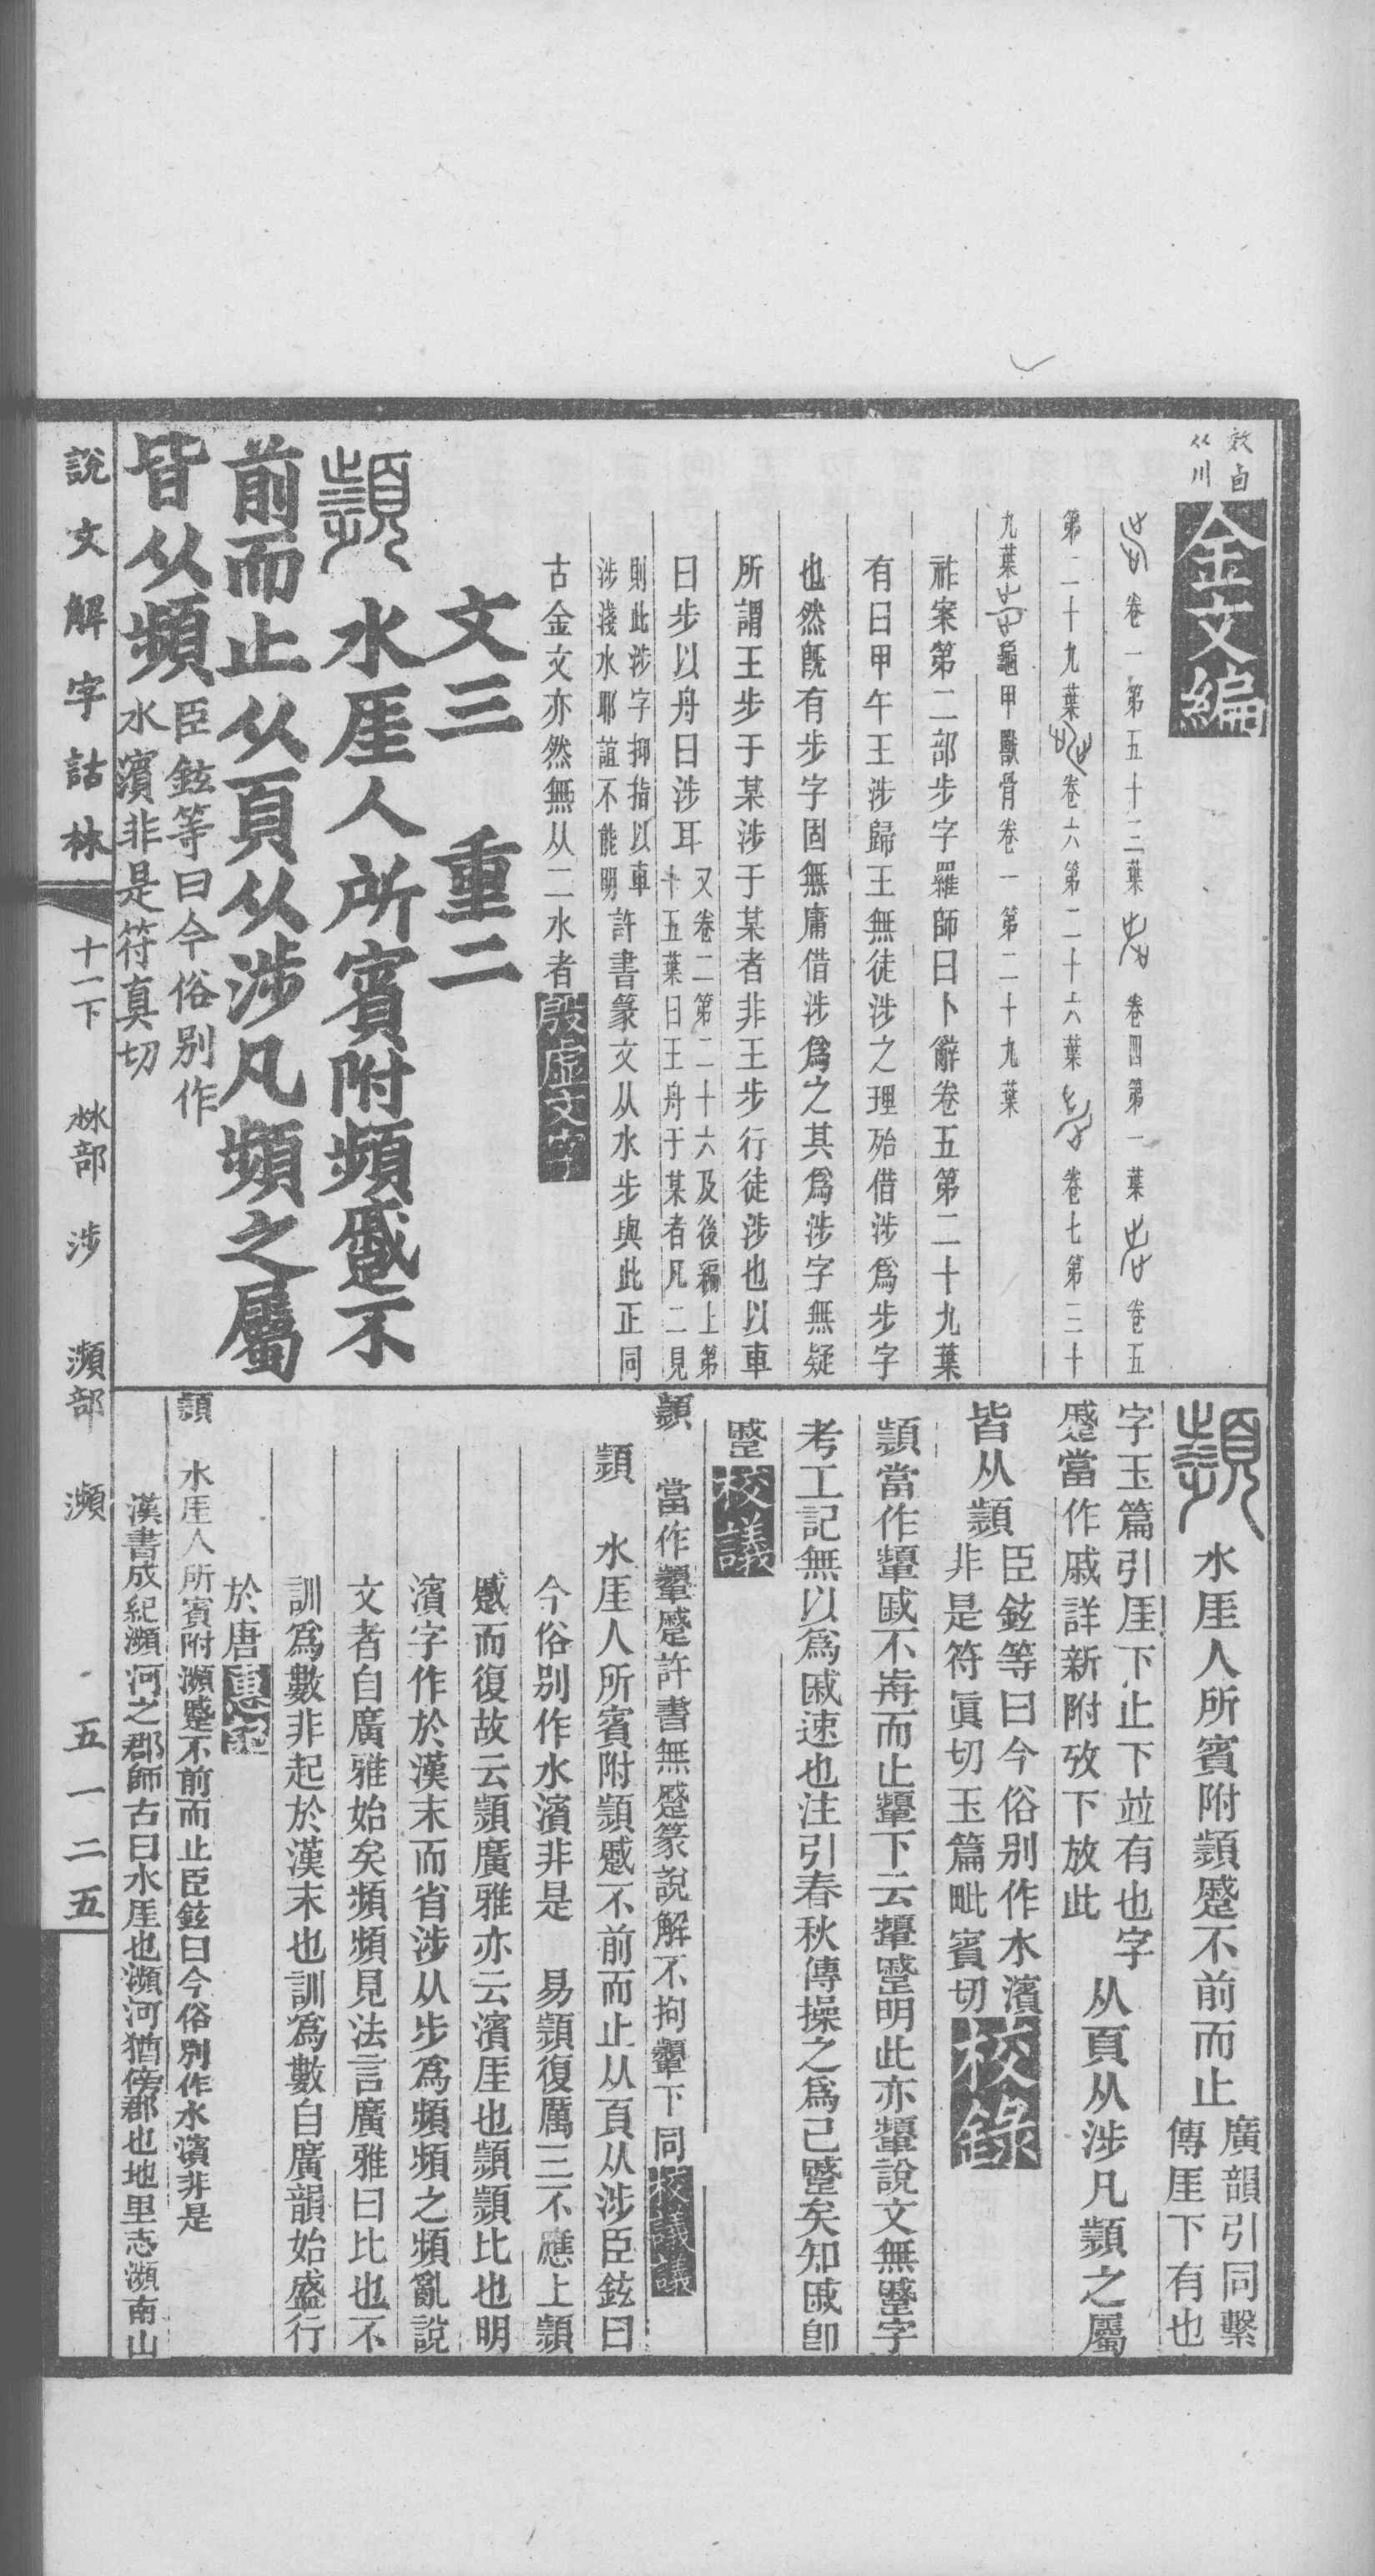 效卣
从川
金文編
卷一第五十三葉 卷四第一葉 卷五
第二十九葉 卷六第二十六葉 卷七第三十
九葉 龜甲獸骨卷一第二十九葉
祚案第二部步字羅師曰卜辭卷五第二十九葉
有曰甲午王涉歸王無徒涉之理殆借涉爲步字
也然既有步字固無庸借涉爲之其爲涉字無疑
所謂王步于某涉于某者非王步行徒涉也以車
曰步以舟曰涉耳又卷二第二十六及後編上第
十五葉曰王舟于某者凡二見
則此涉字抑指以車
涉淺水耶誼不能明許書篆文从水步與此正同
古金文亦然無从二水者殷虛文字
文三 重二
水厓人所賓附頻蹙不
前而止从頁从涉凡頻之屬
皆从頻臣鉉等曰今俗别作
水濱非是符真切
水厓人所賓附顰蹙不前而止廣韻引同繫
傳厓下有也
字玉篇引厓下止下並有也字
蹙當作戚詳新附攷下放此从頁从涉凡顮之屬
皆从顮臣鉉等曰今俗别作水濱
非是符眞切玉篇毗賓切校錄
顮當作顰戚不歬而止顰下云顰蹙明此亦顰說文無蹙字
考工記無以爲戚速也注引春秋傳操之爲已蹙矣知戚卽
蹙校議
顮 當作顰蹙許書無蹙篆說解不拘顰下同校議議
顮 水厓人所賓附顮蹙不前而止从頁从涉臣鉉曰
今俗别作水濱非是 易顮復厲三不應上顮
蹙而復故云顮廣雅亦云濱厓也顮顮比也明
濱字作於漢末而省涉从步爲頻頻之頻亂說
文者自廣雅始矣頻頻見法言廣雅曰比也不
訓爲數非起於漢末也訓爲數自廣韻始盛行
於唐惠記
顮 水厓人所賓附瀕蹙不前而止臣鉉曰今俗别作水濱非是
漢書成紀瀕河之郡師古曰水厓也瀕河猶傍郡也地里志瀕南山
說文解字詁林 十一下 沝部 涉 瀕部 瀕 五一二五